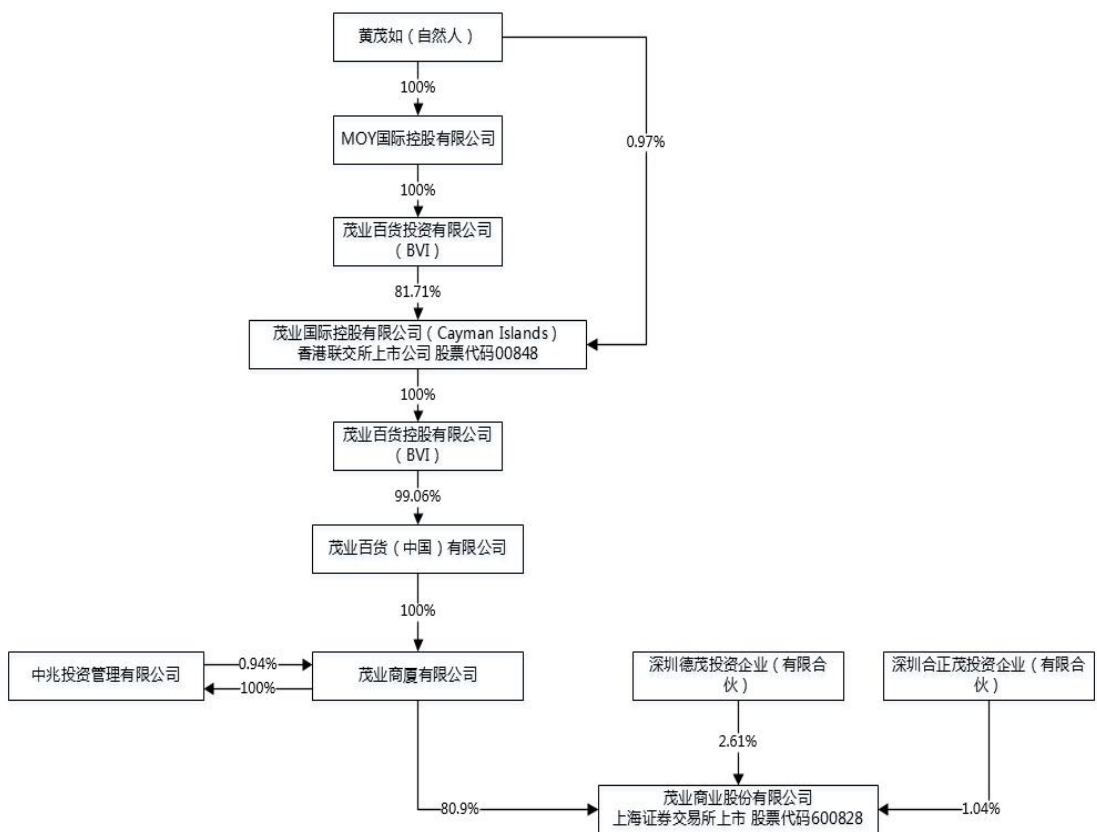 黄茂如（自然人）
100%
MOY国际控股有限公司
0.97%
100%
茂业百货投资有限公司
（BVI）
81.71%
茂业国际控股有限公司（Cayman Islands）
香港联交所上市公司 股票代码00848
100%
茂业百货控股有限公司
（BVI）
99.06%
茂业百货（中国）有限公司
100%
中兆投资管理有限公司
0.94%
100%
茂业商厦有限公司
深圳德茂投资企业（有限合
伙）
深圳合正茂投资企业（有限合
伙）
2.61%
80.9%
茂业商业股份有限公司
上海证券交易所上市 股票代码600828
1.04%